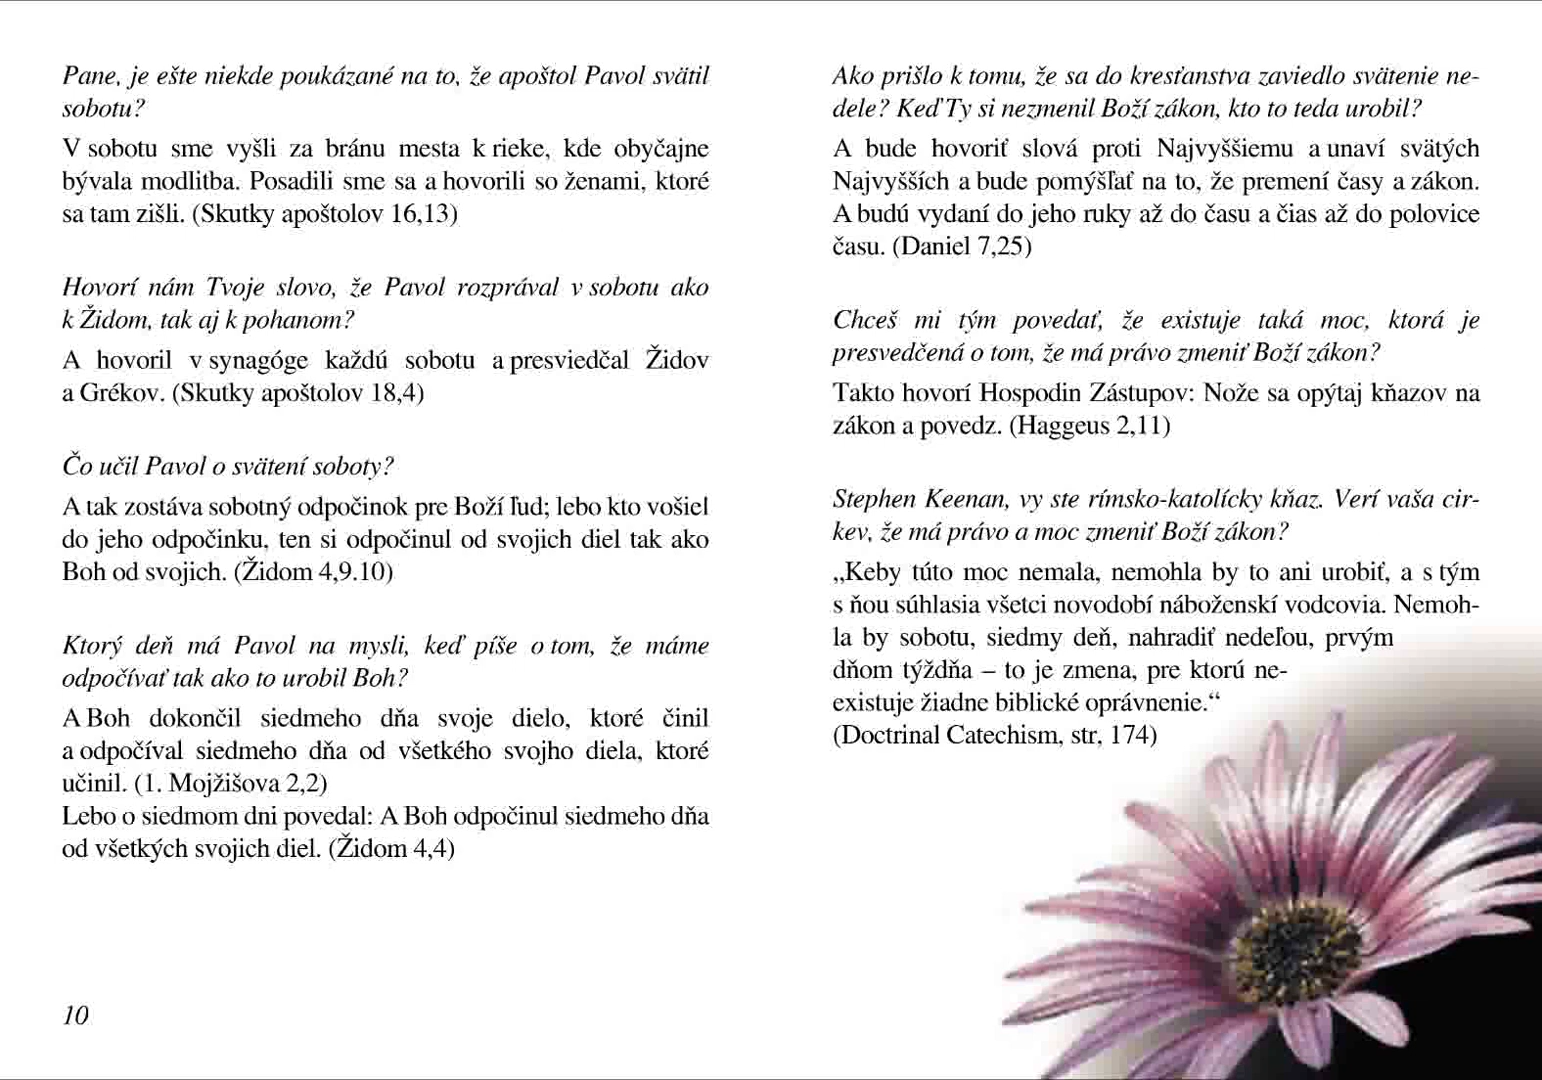 Pane, je ešte niekde poukázané na to, že apoštol Pavol svätil
sobotu?
V sobotu sme vyšli za bránu mesta k rieke, kde obyčajne
bývala modlitba. Posadili sme sa a hovorili so ženami, ktoré
sa tam zišli. (Skutky apoštolov 16,13)
Hovorí nám Tvoje slovo, že Pavol rozprával v sobotu ako
k Židom, tak aj k pohanom?
A hovoril v synagóge každú sobotu a presviedčal Židov
a Grékov. (Skutky apoštolov 18,4)
Čo učil Pavol o svätení soboty?
A tak zostáva sobotný odpočinok pre Boží ľud; lebo kto vošiel
do jeho odpočinku, ten si odpočinul od svojich diel tak ako
Boh od svojich. (Židom 4,9.10)
Ktorý deň má Pavol na mysli, keď píše o tom, že máme
odpočívať tak ako to urobil Boh?
A Boh dokončil siedmeho dňa svoje dielo, ktoré činil
a odpočíval siedmeho dňa od všetkého svojho diela, ktoré
učinil. (1. Mojžišova 2,2)
Lebo o siedmom dni povedal: A Boh odpočinul siedmeho dňa
od všetkých svojich diel. (Židom 4,4)
10
Ako prišlo k tomu, že sa do kresťanstva zaviedlo svätenie ne-
dele? Keď Ty si nezmenil Boží zákon, kto to teda urobil?
A bude hovoriť slová proti Najvyššiemu a unaví svätých
Najvyšších a bude pomýšľať na to, že premení časy a zákon.
A budú vydaní do jeho ruky až do času a čias až do polovice
času. (Daniel 7,25)
Chceš mi tým povedať, že existuje taká moc, ktorá je
presvedčená o tom, že má právo zmeniť Boží zákon?
Takto hovorí Hospodin Zástupov: Nože sa opýtaj kňazov na
zákon a povedz. (Haggeus 2,11)
Stephen Keenan, vy ste rímsko-katolícky kňaz. Verí vaša cir-
kev, že má právo a moc zmeniť Boží zákon?
„Keby túto moc nemala, nemohla by to ani urobiť, a s tým
s ňou súhlasia všetci novodobí náboženskí vodcovia. Nemoh-
la by sobotu, siedmy deň, nahradiť nedeľou, prvým
dňom týždňa – to je zmena, pre ktorú ne-
existuje žiadne biblické oprávnenie.“
(Doctrinal Catechism, str, 174)